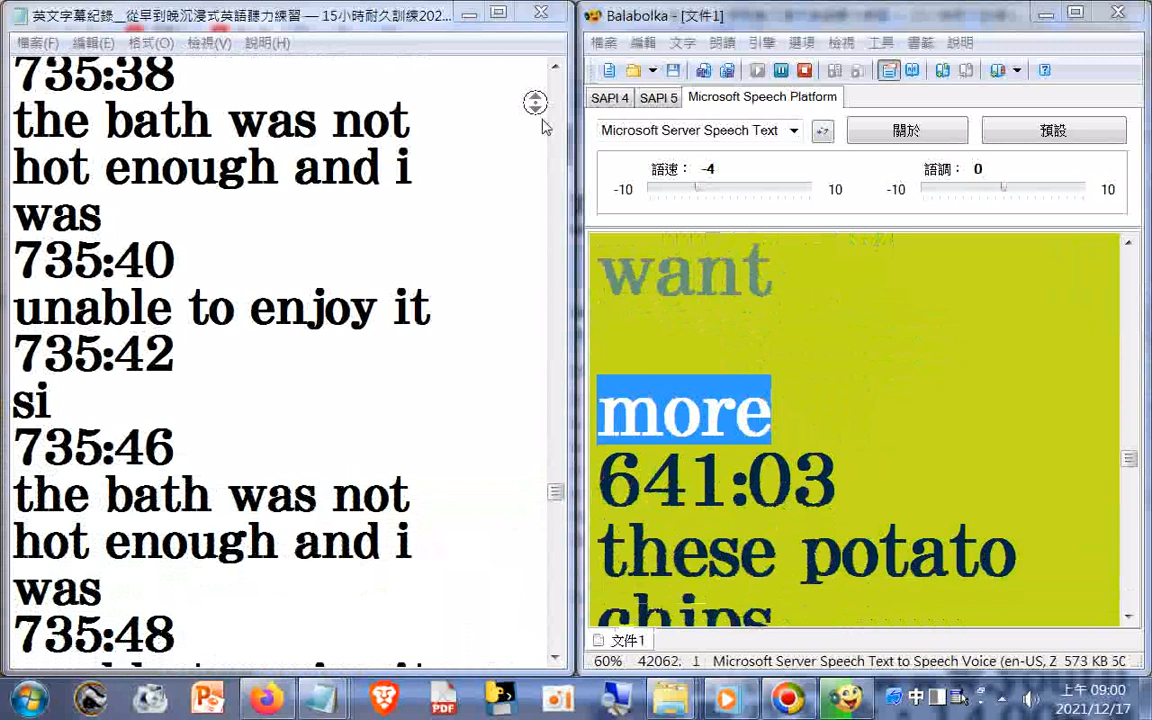 英文字幕紀錄__從早到晚沉浸式英語聽力練習 — 15小時耐久訓練202...
檔案(F) 編輯(E) 格式(O) 檢視(V) 說明(H)
735:38
the bath was not
hot enough and i
was
735:40
unable to enjoy it
735:42
si
735:46
the bath was not
hot enough and i
was
735:48
Balabolka - [文件1]
檔案 編輯 文字 朗讀 引擎 選項 檢視 工具 書籤 說明
SAPI 4 SAPI 5 Microsoft Speech Platform
Microsoft Server Speech Text 關於 預設
語速： -4 語調： 0
-10 10 -10 10
want
more
641:03
these potato
chips
文件1
60% 42062. 1 Microsoft Server Speech Text to Speech Voice (en-US, Z 573 KB
PDF
中
上午 09:00
2021/12/17